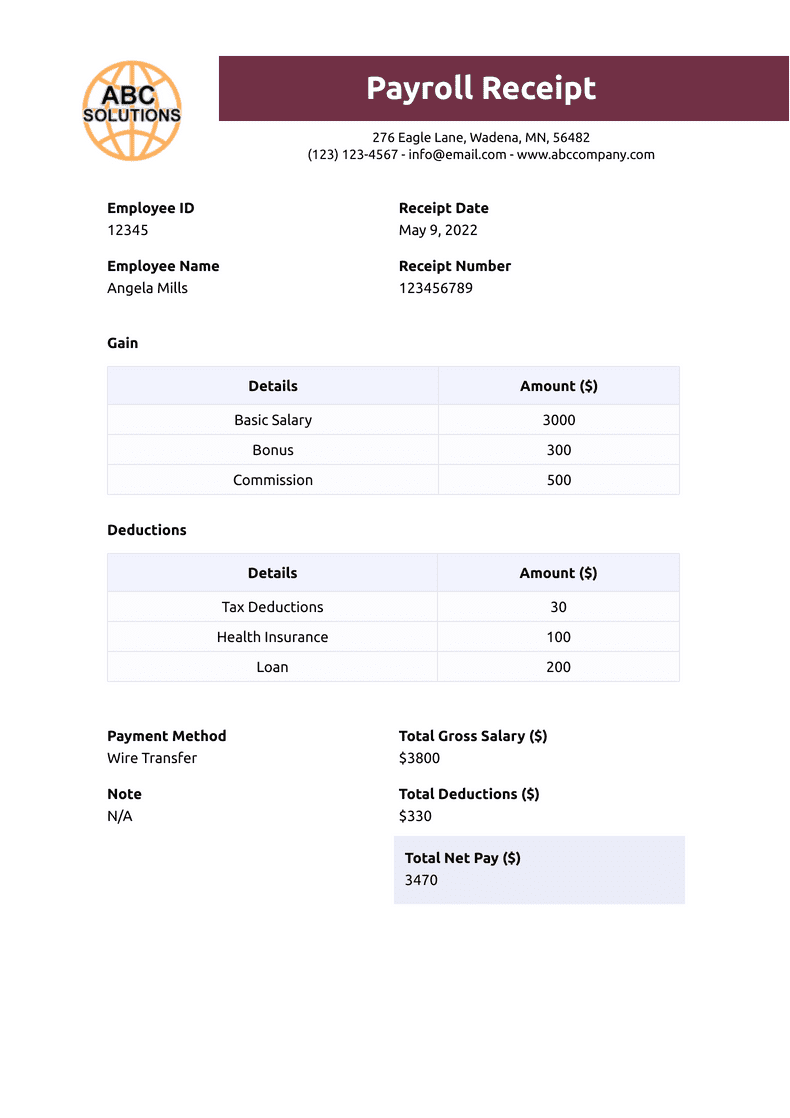 ABC
SOLUTIONS
Payroll Receipt
276 Eagle Lane, Wadena, MN, 56482
(123) 123-4567 - info@email.com - www.abccompany.com
Employee ID
12345
Receipt Date
May 9, 2022
Employee Name
Angela Mills
Receipt Number
123456789
Gain
Details Amount ($)
Basic Salary 3000
Bonus 300
Commission 500
Deductions
Details Amount ($)
Tax Deductions 30
Health Insurance 100
Loan 200
Payment Method
Wire Transfer
Total Gross Salary ($)
$3800
Note
N/A
Total Deductions ($)
$330
Total Net Pay ($)
3470